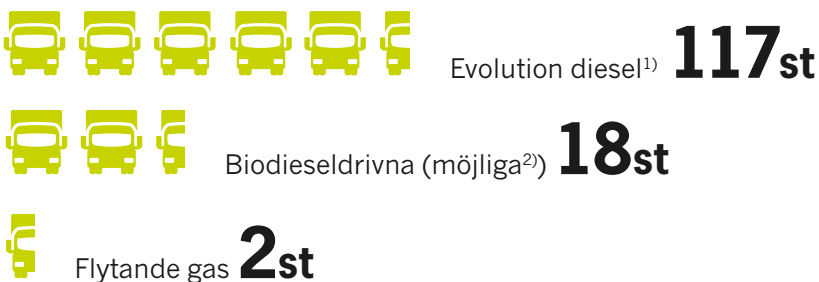 Evolution diesel¹⁾ 117st
Biodieseldrivna (möjliga²⁾) 18st
Flytande gas 2st